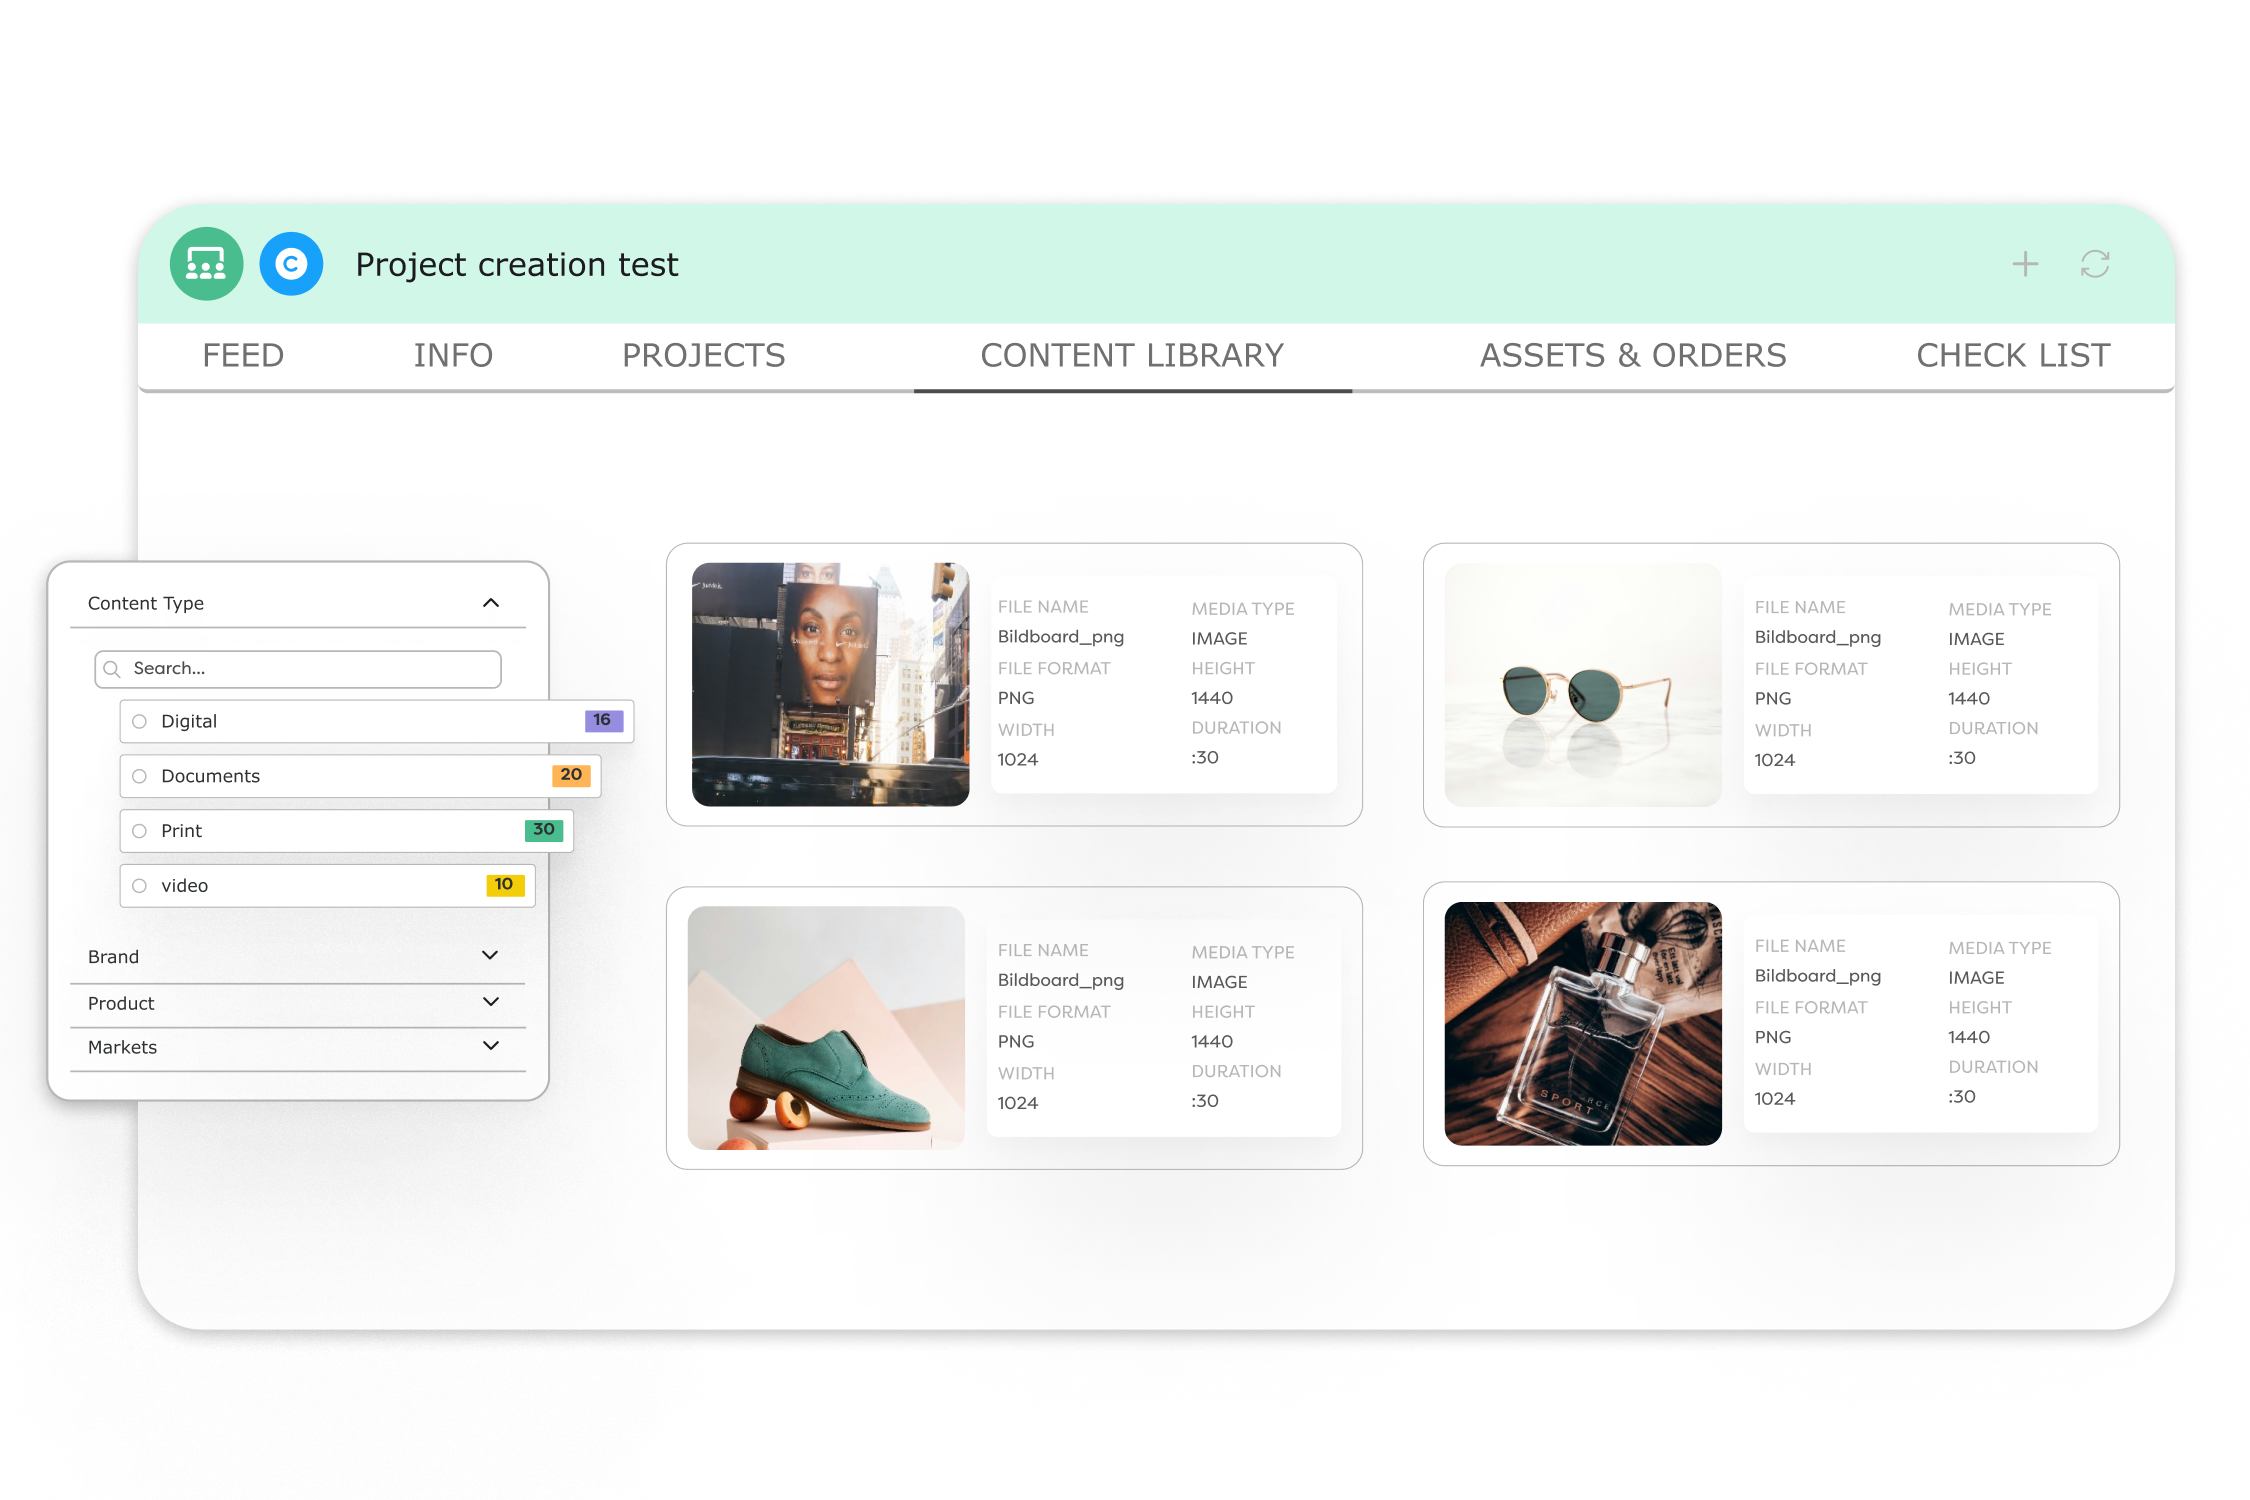 C
Project creation test
FEED
INFO
PROJECTS
CONTENT LIBRARY
ASSETS & ORDERS
CHECK LIST
Content Type
Search...
Digital
16
Documents
20
Print
30
video
10
Brand
Product
Markets
FILE NAME
Bildboard_png
FILE FORMAT
PNG
WIDTH
1024
MEDIA TYPE
IMAGE
HEIGHT
1440
DURATION
:30
FILE NAME
Bildboard_png
FILE FORMAT
PNG
WIDTH
1024
MEDIA TYPE
IMAGE
HEIGHT
1440
DURATION
:30
FILE NAME
Bildboard_png
FILE FORMAT
PNG
WIDTH
1024
MEDIA TYPE
IMAGE
HEIGHT
1440
DURATION
:30
SPORT
FILE NAME
Bildboard_png
FILE FORMAT
PNG
WIDTH
1024
MEDIA TYPE
IMAGE
HEIGHT
1440
DURATION
:30